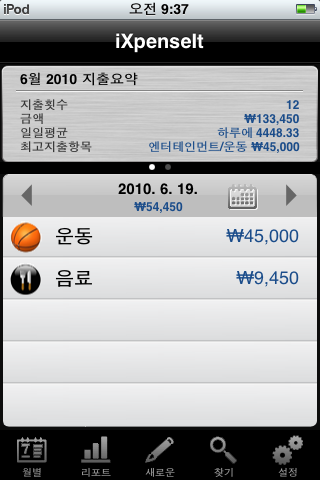 iPod 오전 9:37
iXpenseIt
6월 2010 지출요약
지출횟수 12
금액 ₩133,450
일일평균 하루에 4448.33
최고지출항목 엔터테인먼트/운동 ₩45,000
2010. 6. 19.
₩54,450
운동 ₩45,000
음료 ₩9,450
7
월별 리포트 새로운 찾기 설정